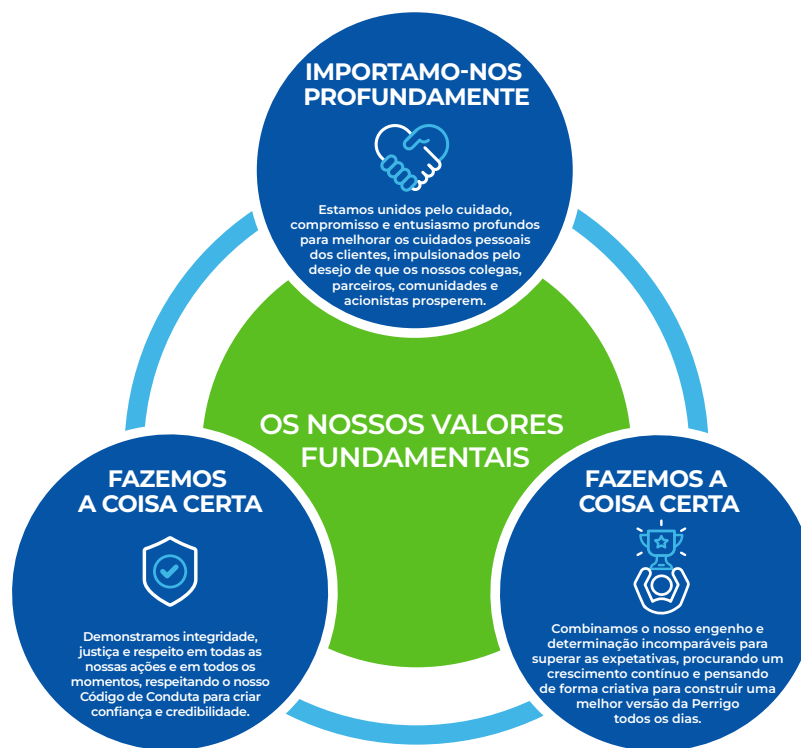 IMPORTAMO-NOS
PROFUNDAMENTE
Estamos unidos pelo cuidado,
compromisso e entusiasmo profundos
para melhorar os cuidados pessoais
dos clientes, impulsionados pelo
desejo de que os nossos colegas,
parceiros, comunidades e
acionistas prosperem.
OS NOSSOS VALORES
FUNDAMENTAIS
FAZEMOS
A COISA CERTA
Demonstramos integridade,
justiça e respeito em todas as
nossas ações e em todos os
momentos, respeitando o nosso
Código de Conduta para criar
confiança e credibilidade.
FAZEMOS A
COISA CERTA
Combinamos o nosso engenho e
determinação incomparáveis para
superar as expetativas, procurando um
crescimento contínuo e pensando
de forma criativa para construir uma
melhor versão da Perrigo
todos os dias.